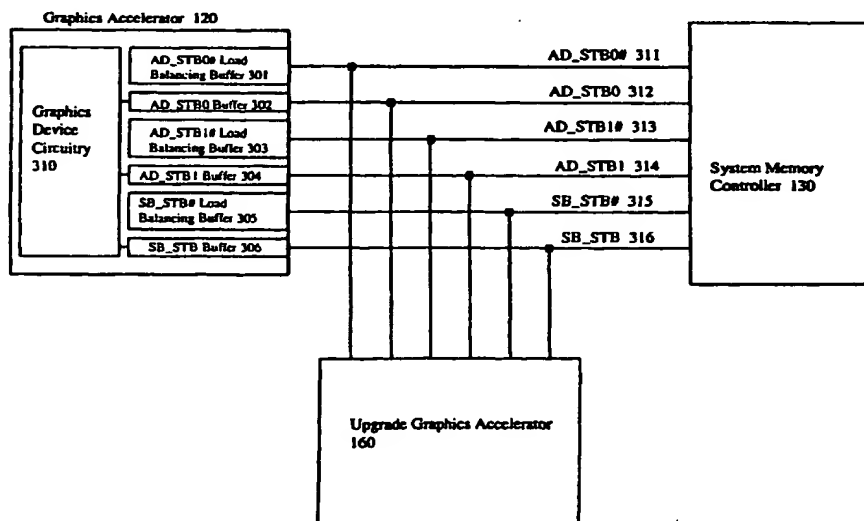 Graphics Accelerator 120
Graphics
Device
Circuitry
310
AD_STB0# Load
Balancing Buffer 301
AD_STB0 Buffer 302
AD_STB1# Load
Balancing Buffer 303
AD_STB1 Buffer 304
SB_STB# Load
Balancing Buffer 305
SB_STB Buffer 306
AD_STB0# 311
AD_STB0 312
AD_STB1# 313
AD_STB1 314
SB_STB# 315
SB_STB 316
System Memory
Controller 130
Upgrade Graphics Accelerator
160